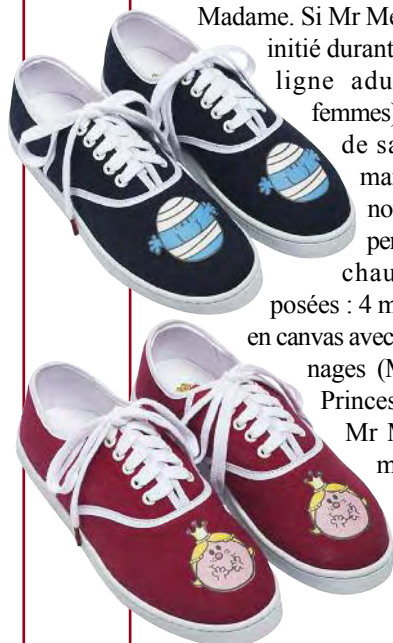 Madame. Si Mr Me
initié durant
ligne adu
femmes)
de sa
mar
no
per
chau
posées : 4 m
en canvas avec
nages (M
Princes
Mr M
m